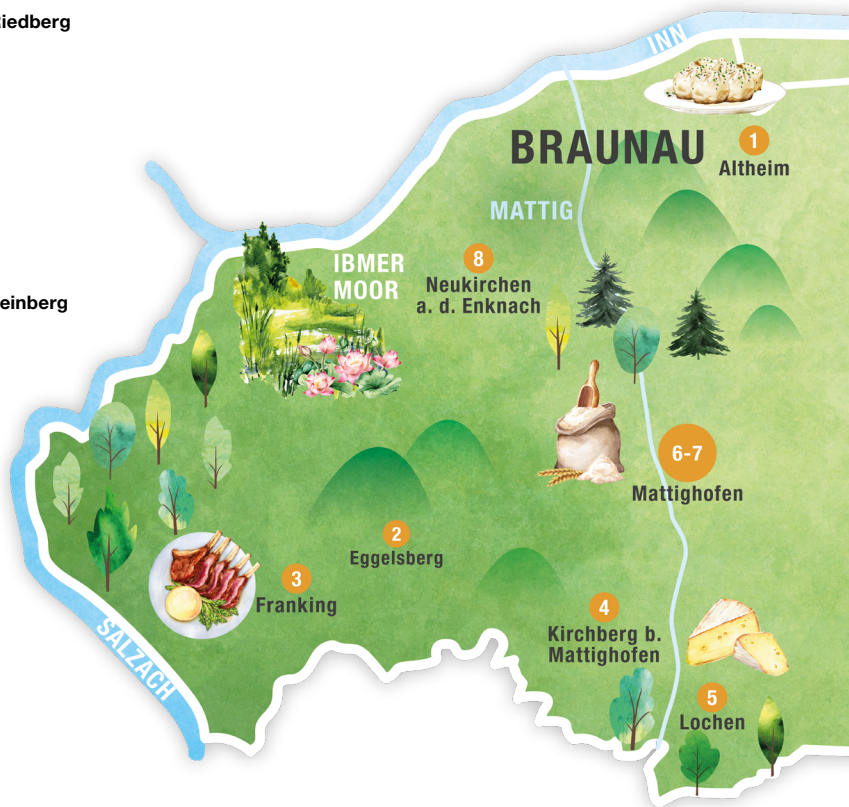 INN
BRAUNAU
1
Altheim
MATTIG
IBMER
MOOR
8
Neukirchen
a. d. Enknach
einberg
6-7
Mattighofen
2
Eggelsberg
3
Franking
4
Kirchberg b.
Mattighofen
SALZACH
5
Lochen